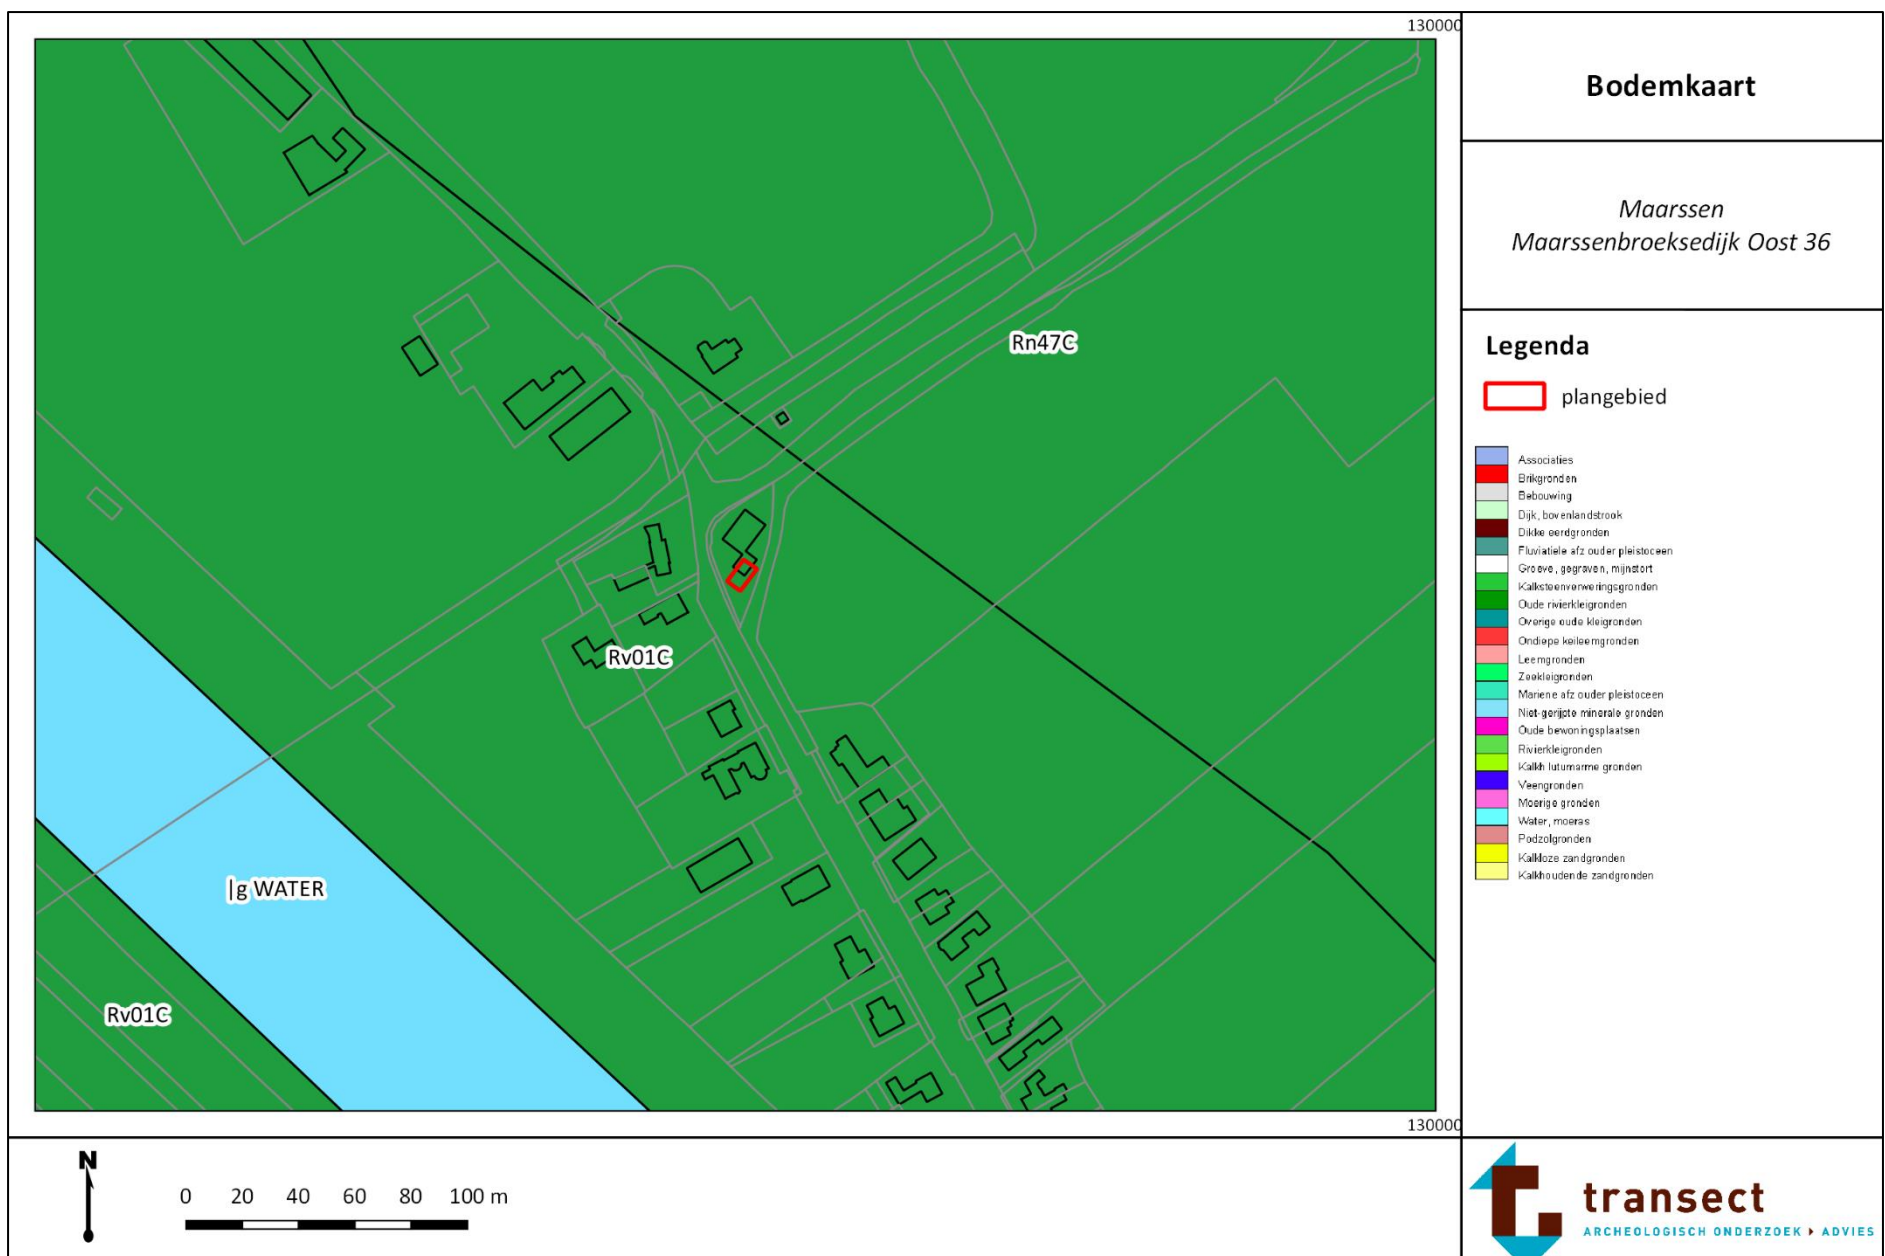 130000
Bodemkaart
Maarssen
Maarssenbroeksedijk Oost 36
Rn47C
Legenda
plangebied
Associaties
Brikgronden
Bebouwing
Dijk, bovenlandstrook
Dikke eerdgronden
Fluviatiele afz ouder pleistoceen
Groeve, gegraven, mijnstort
Kalksteenverweringsgronden
Oude rivierkleigronden
Overige oude kleigronden
Ondiepe keileemgronden
Leemgronden
Zeekleigronden
Mariene afz ouder pleistoceen
Niet-gerijpte minerale gronden
Oude bewoningsplaatsen
Rivierkleigronden
Kalkh lutumarme gronden
Veengronden
Moerige gronden
Water, moeras
Podzolgronden
Kalkloze zandgronden
Kalkhoudende zandgronden
Rv01C
|g WATER
Rv01C
130000
N
0 20 40 60 80 100 m
transect
ARCHEOLOGISCH ONDERZOEK ▸ ADVIES